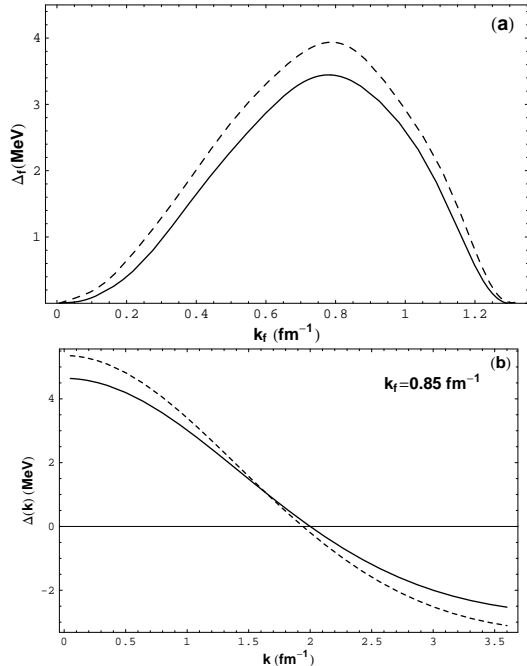 (a)
4
3
2
1
Δf(MeV)
0 0.2 0.4 0.6 0.8 1 1.2
kf (fm⁻¹)
(b)
kf=0.85 fm⁻¹
4
2
0
-2
Δ(k) (MeV)
0 0.5 1 1.5 2 2.5 3 3.5
k (fm⁻¹)